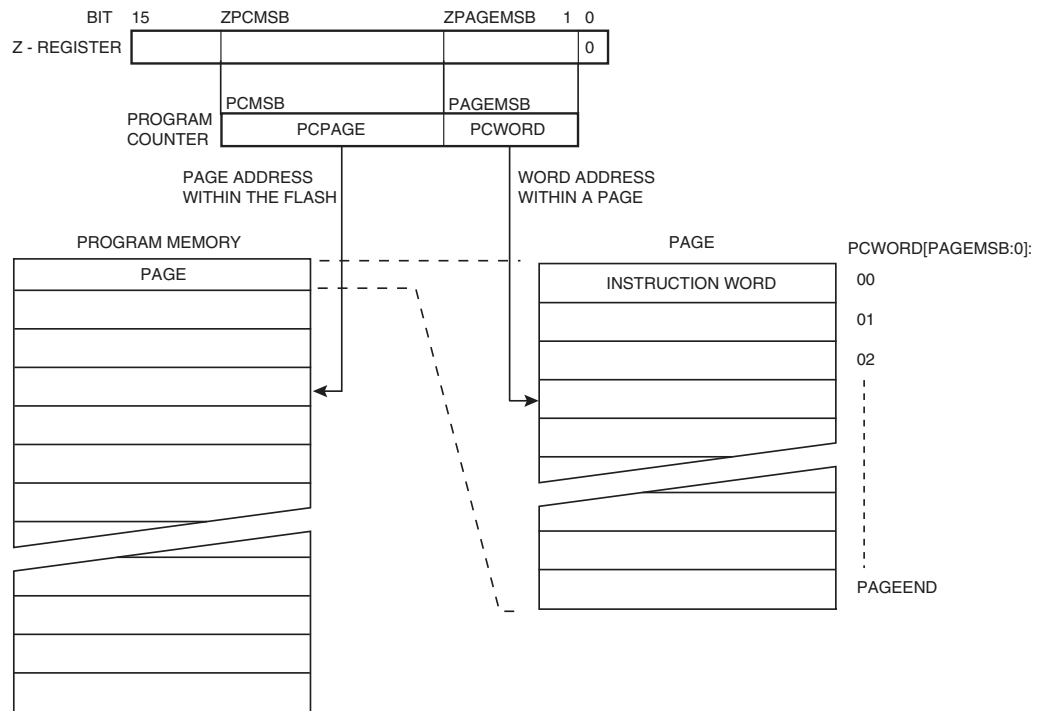 BIT 15 ZPCMSB ZPAGEMSB 1 0
Z - REGISTER 0
PCMSB PAGEMSB
PROGRAM
COUNTER
PCPAGE PCWORD
PAGE ADDRESS
WITHIN THE FLASH
WORD ADDRESS
WITHIN A PAGE
PROGRAM MEMORY
PAGE
PAGE
PCWORD[PAGEMSB:0]:
INSTRUCTION WORD
00
01
02
PAGEEND